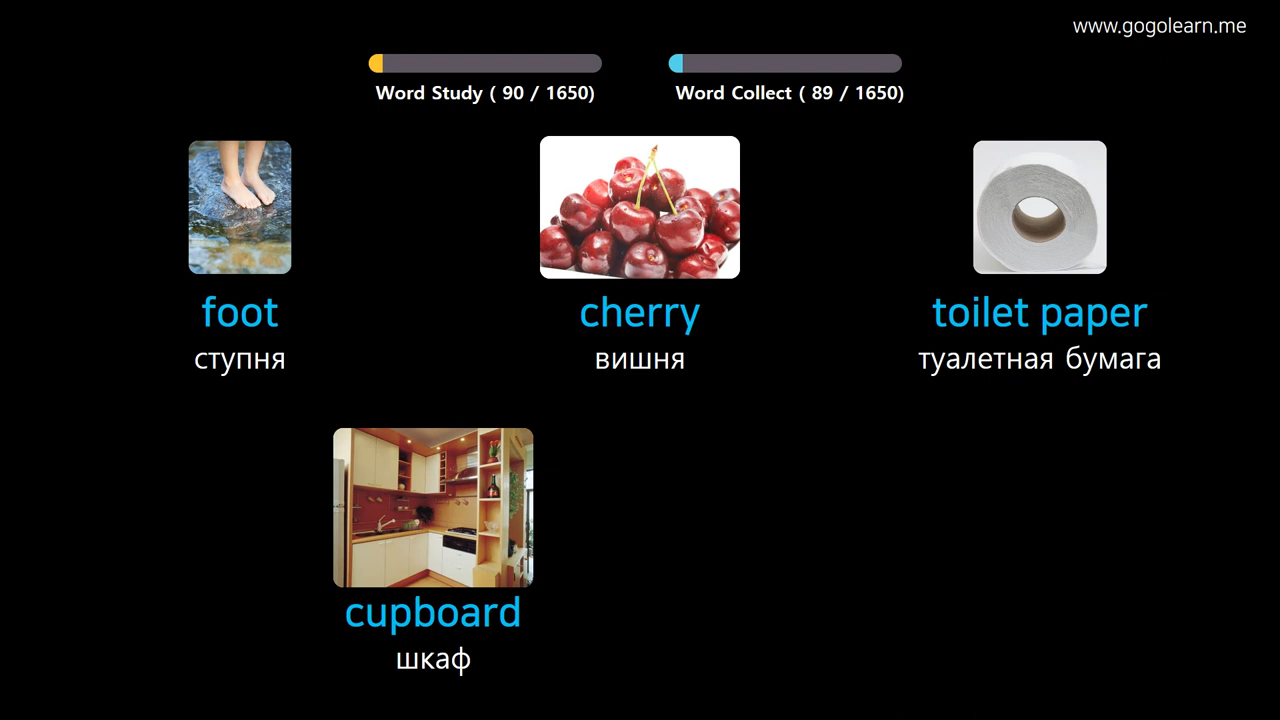 www.gogolearn.me
Word Study ( 90 / 1650)
Word Collect ( 89 / 1650)
foot
ступня
cherry
вишня
toilet paper
туалетная бумага
cupboard
шкаф